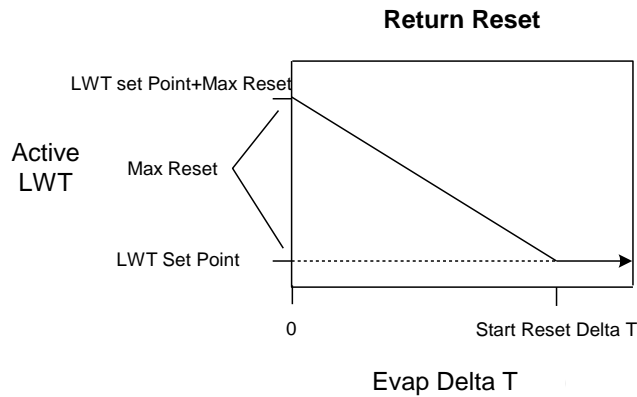 Return Reset
LWT set Point+Max Reset
Active
LWT
Max Reset
LWT Set Point
0
Start Reset Delta T
Evap Delta T